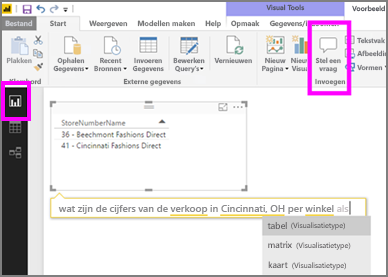 Visual Tools
Voorbeeld
Bestand Start Weergeven Modelleren maken Help Opmaak Gegevens/
Plakken
Ophalen Gegevens
Recent Bronnen
Invoeren Gegevens
Bewerken Query's
Vernieuwen
Nieuw Pagina
Nieuw Visual
Stel een vraag
Tekstvak
Afbeelding
Vormen
Klembord
Externe gegevens
Invoegen
StoreNumberName
36 - Beechmont Fashions Direct
41 - Cincinnati Fashions Direct
wat zijn de cijfers van de verkoop in Cincinnati, OH per winkel als
tabel (Visualisatietype)
matrix (Visualisatietype)
kaart (Visualisatietype)